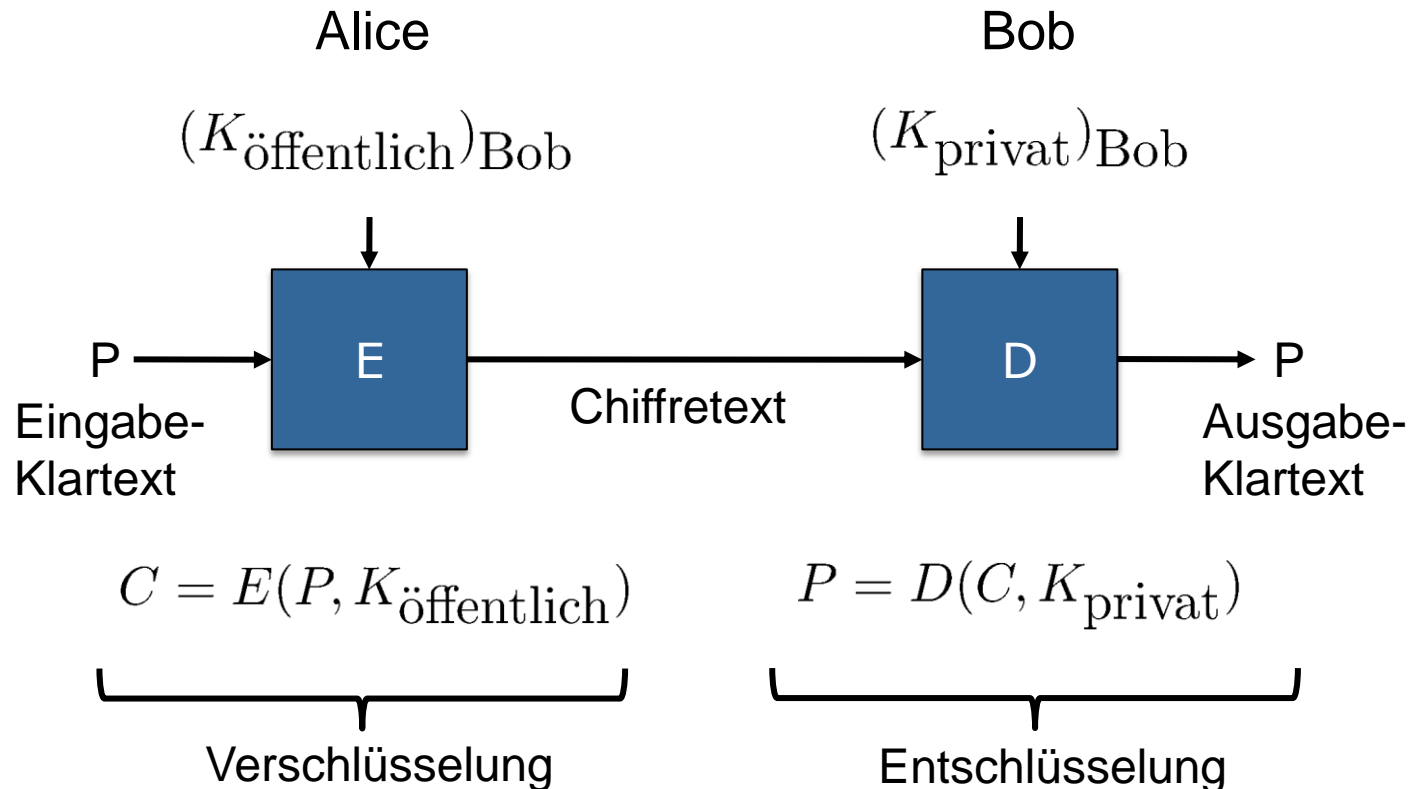 Alice
Bob
(K_öffentlich)_Bob
(K_privat)_Bob
P
E
D
P
Eingabe-
Klartext
Chiffretext
Ausgabe-
Klartext
C = E(P, K_öffentlich)
P = D(C, K_privat)
Verschlüsselung
Entschlüsselung